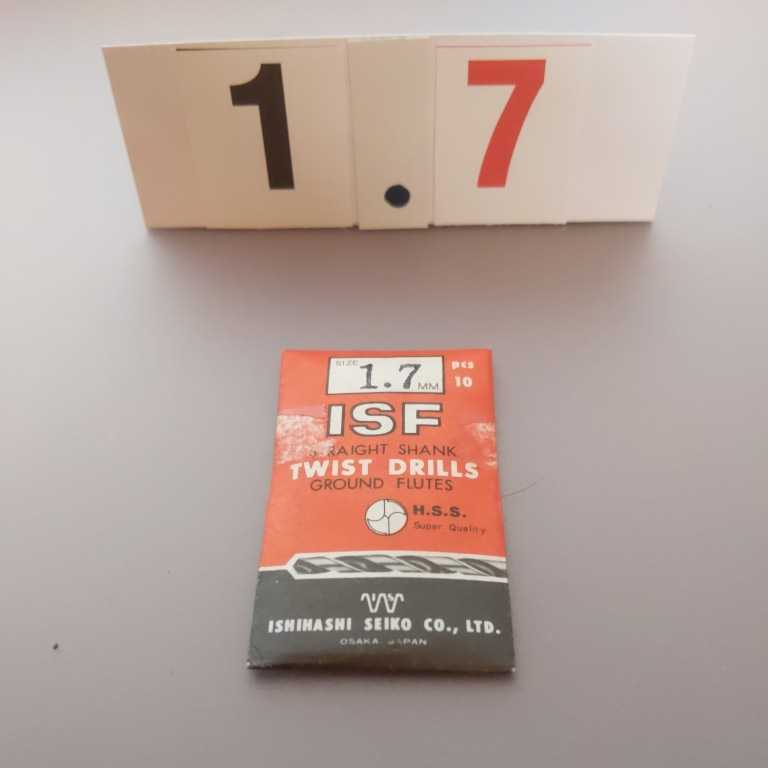 1.7
SIZE 1.7 MM
pcs
10
ISF
STRAIGHT SHANK
TWIST DRILLS
GROUND FLUTES
H.S.S.
Super Quality
ISHIHASHI SEIKO CO., LTD.
OSAKA JAPAN